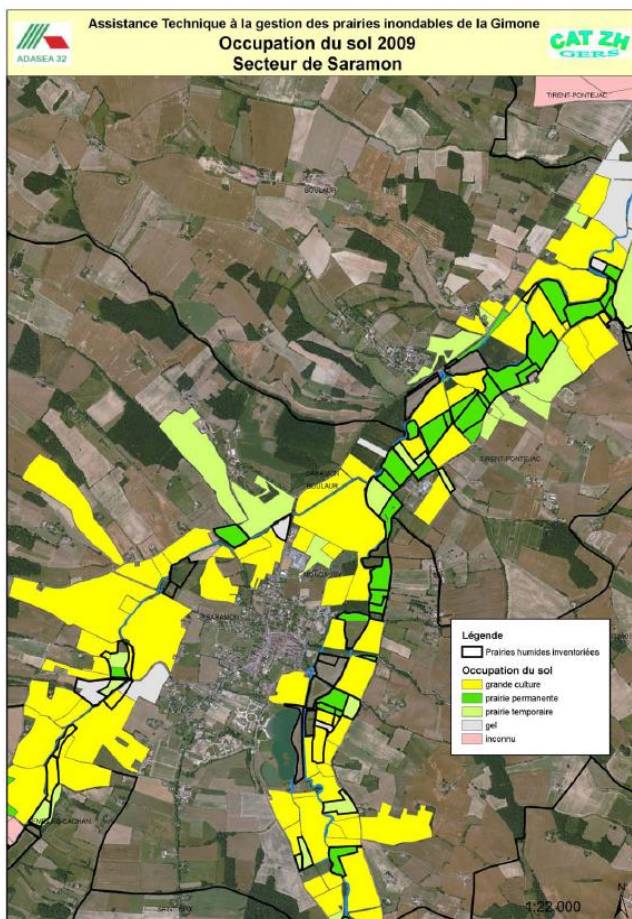 Assistance Technique à la gestion des prairies inondables de la Gimone
Occupation du sol 2009
Secteur de Saramon
ADASEA 32
CAT ZH
GERS
TIRENT-PONTEJAC
BOULAUR
TIRENT-PONTEJAC
SARAMON
BOULAUR
SARAMON
Légende
Prairies humides inventoriées
Occupation du sol
grande culture
prairie permanente
prairie temporaire
gel
inconnu
N
1:22 000